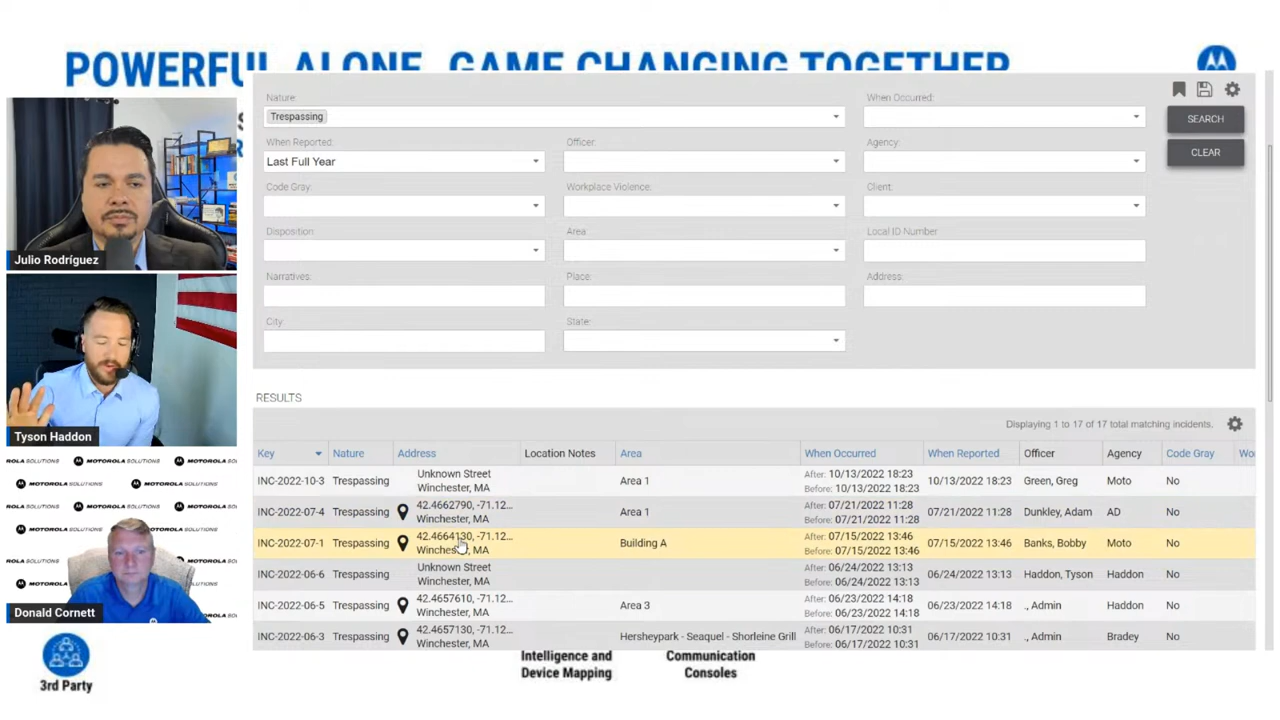 POWERFUL ALONE, GAME CHANGING TOGETHER
Julio Rodríguez
Tyson Haddon
MOTOROLA SOLUTIONS
Donald Cornett
3rd Party
Intelligence and
Device Mapping
Communication
Consoles
Nature:
When Occurred:
Trespassing
SEARCH
When Reported:
Officer:
Agency:
Last Full Year
CLEAR
Code Gray:
Workplace Violence:
Client:
Disposition:
Area:
Local ID Number
Narratives:
Place:
Address:
City:
State:
RESULTS
Displaying 1 to 17 of 17 total matching incidents.
Key Nature Address Location Notes Area When Occurred When Reported Officer Agency Code Gray Wo
INC-2022-10-3 Trespassing Unknown Street Winchester, MA Area 1 After: 10/13/2022 18:23 Before: 10/13/2022 18:23 10/13/2022 18:23 Green, Greg Moto No
INC-2022-07-4 Trespassing 42.4662790, -71.12... Winchester, MA Area 1 After: 07/21/2022 11:28 Before: 07/21/2022 11:28 07/21/2022 11:28 Dunkley, Adam AD No
INC-2022-07-1 Trespassing 42.4664130, -71.12... Winchester, MA Building A After: 07/15/2022 13:46 Before: 07/15/2022 13:46 07/15/2022 13:46 Banks, Bobby Moto No
INC-2022-06-6 Trespassing Unknown Street Winchester, MA After: 06/24/2022 13:13 Before: 06/24/2022 13:13 06/24/2022 13:13 Haddon, Tyson Haddon No
INC-2022-06-5 Trespassing 42.4657610, -71.12... Winchester, MA Area 3 After: 06/23/2022 14:18 Before: 06/23/2022 14:18 06/23/2022 14:18 ., Admin Haddon No
INC-2022-06-3 Trespassing 42.4657130, -71.12... Winchester, MA Hersheypark - Seaquel - Shorleine Grill After: 06/17/2022 10:31 Before: 06/17/2022 10:31 06/17/2022 10:31 ., Admin Bradey No